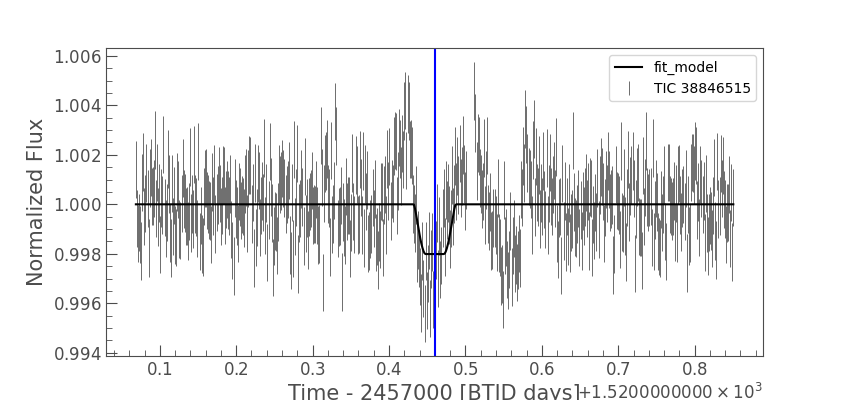 1.006
1.004
1.002
1.000
0.998
0.996
0.994
Normalized Flux
fit_model
TIC 38846515
0.1 0.2 0.3 0.4 0.5 0.6 0.7 0.8
Time - 2457000 [BTJD days]
+1.5200000000 × 10³